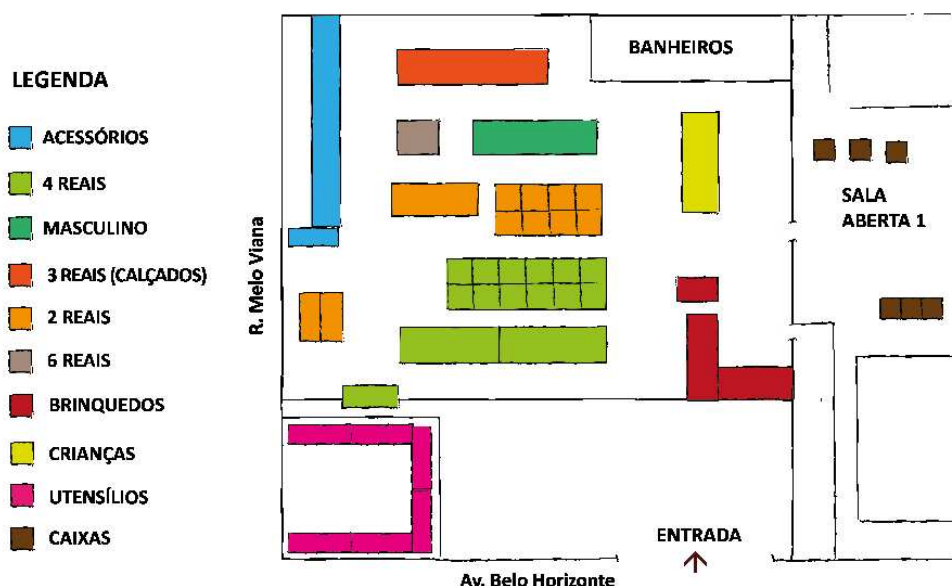 LEGENDA
ACESSÓRIOS
4 REAIS
MASCULINO
3 REAIS (CALÇADOS)
2 REAIS
6 REAIS
BRINQUEDOS
CRIANÇAS
UTENSÍLIOS
CAIXAS
R. Melo Viana
BANHEIROS
SALA
ABERTA 1
ENTRADA
Av. Belo Horizonte